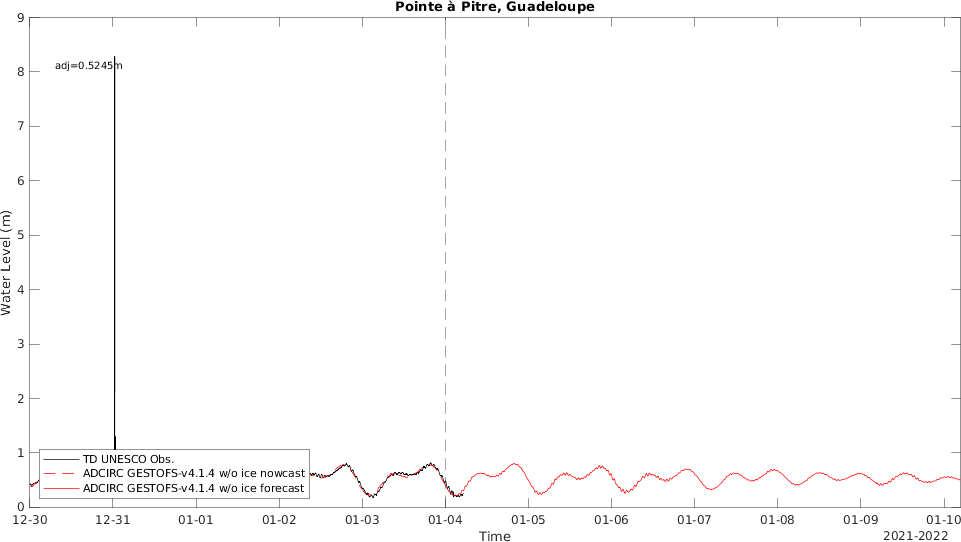 Pointe à Pitre, Guadeloupe
9
8
7
6
5
4
3
2
1
0
Water Level (m)
adj=0.5245m
TD UNESCO Obs.
ADCIRC GESTOFS-v4.1.4 w/o ice nowcast
ADCIRC GESTOFS-v4.1.4 w/o ice forecast
12-30 12-31 01-01 01-02 01-03 01-04 01-05 01-06 01-07 01-08 01-09 01-10
Time
2021-2022